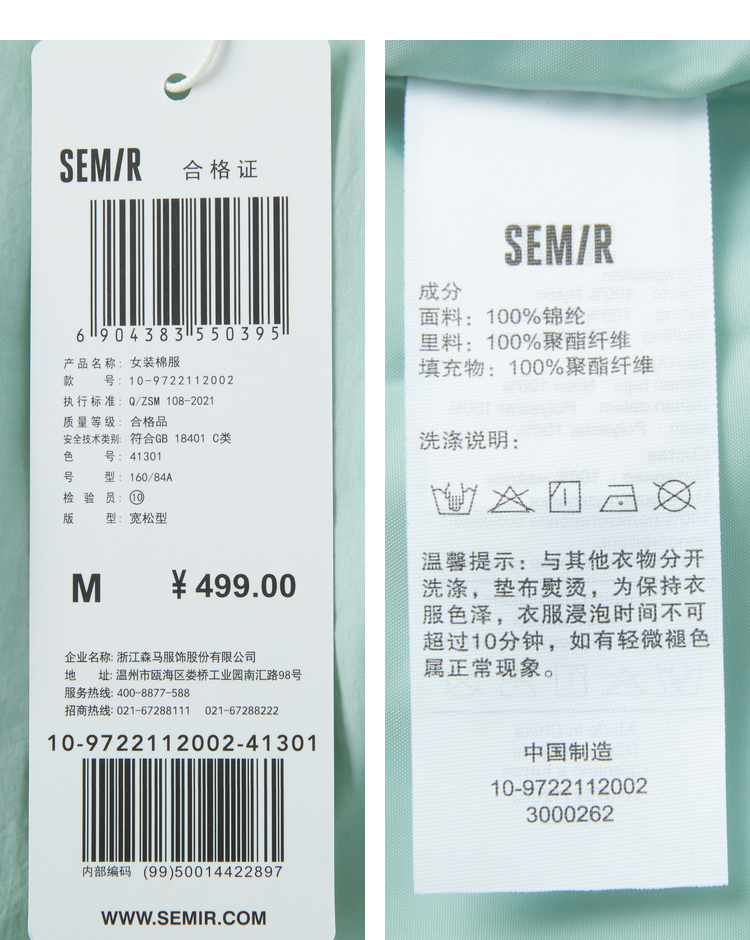 SEMIR 合格证
6 904383 550395
产品名称: 女装棉服
款 号: 10-9722112002
执行标准: Q/ZSM 108-2021
质量等级: 合格品
安全技术类别: 符合GB 18401 C类
色 号: 41301
号 型: 160/84A
检 验 员: ⑩
版 型: 宽松型
M ¥ 499.00
企业名称: 浙江森马服饰股份有限公司
地 址: 温州市瓯海区娄桥工业园南汇路98号
服务热线: 400-8877-588
招商热线: 021-67288111 021-67288222
10-9722112002-41301
内部编码 (99)50014422897
WWW.SEMIR.COM
SEMIR
成分
面料: 100%锦纶
里料: 100%聚酯纤维
填充物: 100%聚酯纤维
洗涤说明:
温馨提示: 与其他衣物分开
洗涤, 垫布熨烫, 为保持衣
服色泽, 衣服浸泡时间不可
超过10分钟, 如有轻微褪色
属正常现象。
中国制造
10-9722112002
3000262